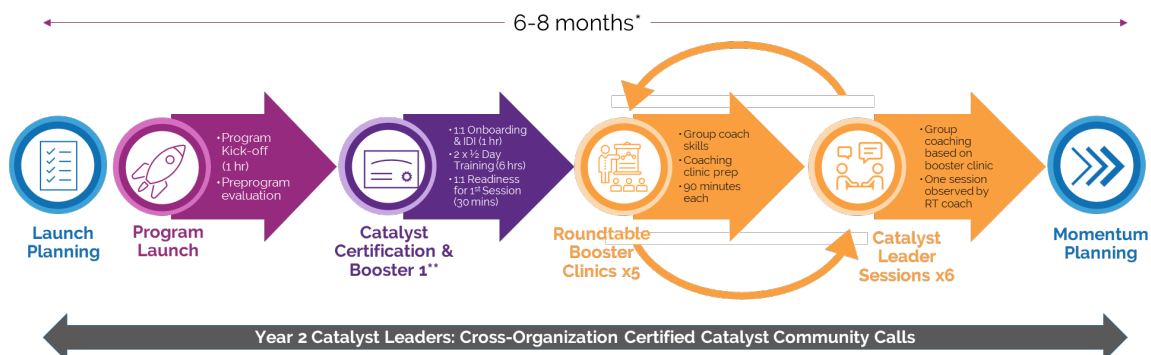 6-8 months*
• Program
Kick-off
(1 hr)
• Preprogram
evaluation
• 1:1 Onboarding
& IDI (1 hr)
• 2 x ½ Day
Training (6 hrs)
• 1:1 Readiness
for 1st Session
(30 mins)
• Group coach
skills
• Coaching
clinic prep
• 90 minutes
each
• Group
coaching
based on
booster clinic
• One session
observed by
RT coach
Launch
Planning
Program
Launch
Catalyst
Certification &
Booster 1**
Roundtable
Booster
Clinics x5
Catalyst
Leader
Sessions x6
Momentum
Planning
Year 2 Catalyst Leaders: Cross-Organization Certified Catalyst Community Calls